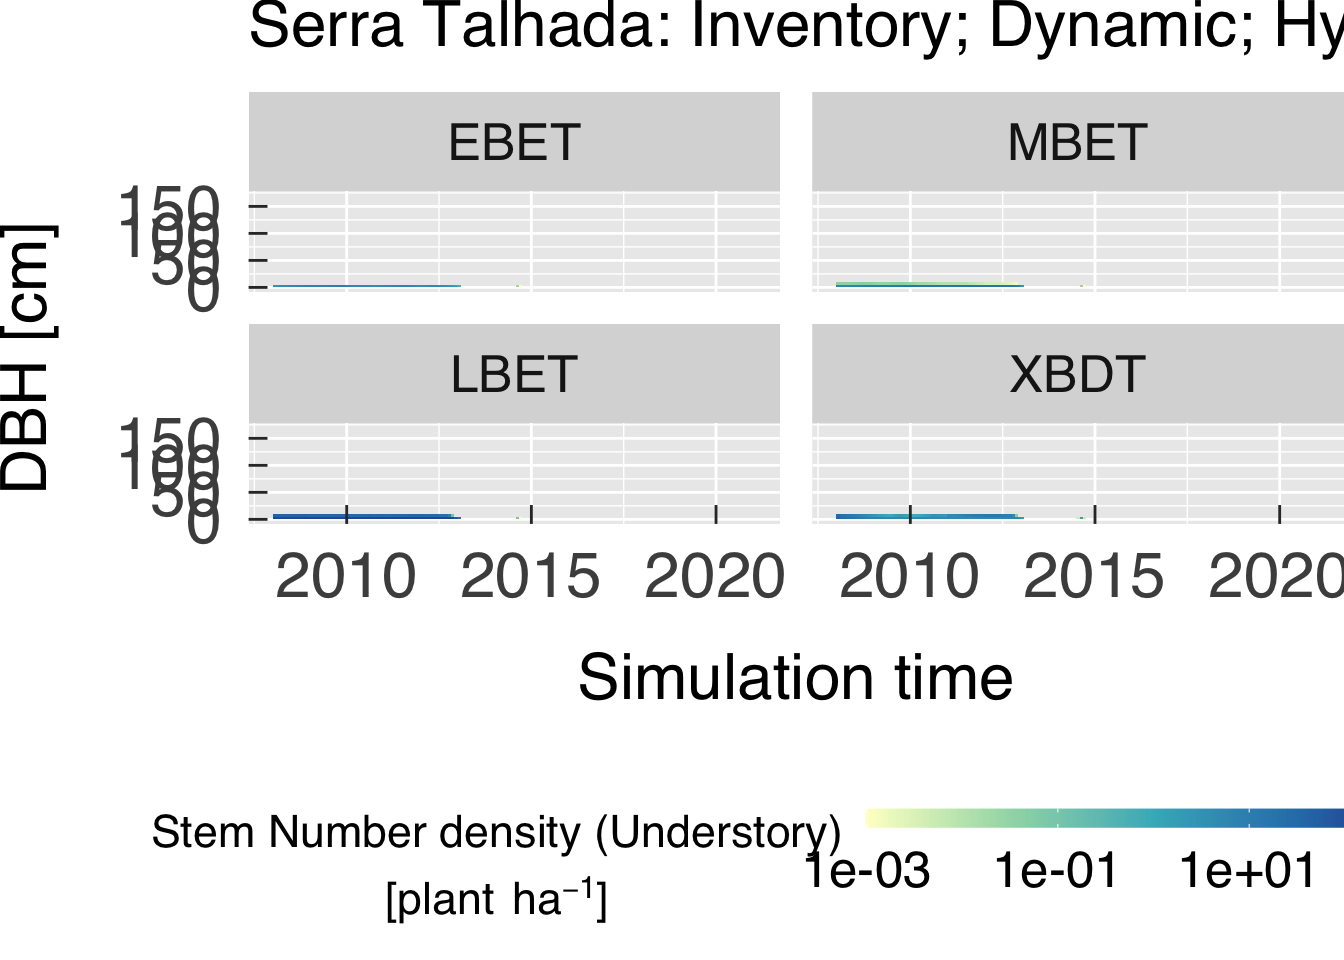 Serra Talhada: Inventory; Dynamic; Hy
EBET
MBET
150
100
50
0
LBET
XBDT
150
100
50
0
DBH [cm]
2010 2015 2020 2010 2015 2020
Simulation time
Stem Number density (Understory)
[plant ha⁻¹]
1e-03 1e-01 1e+01